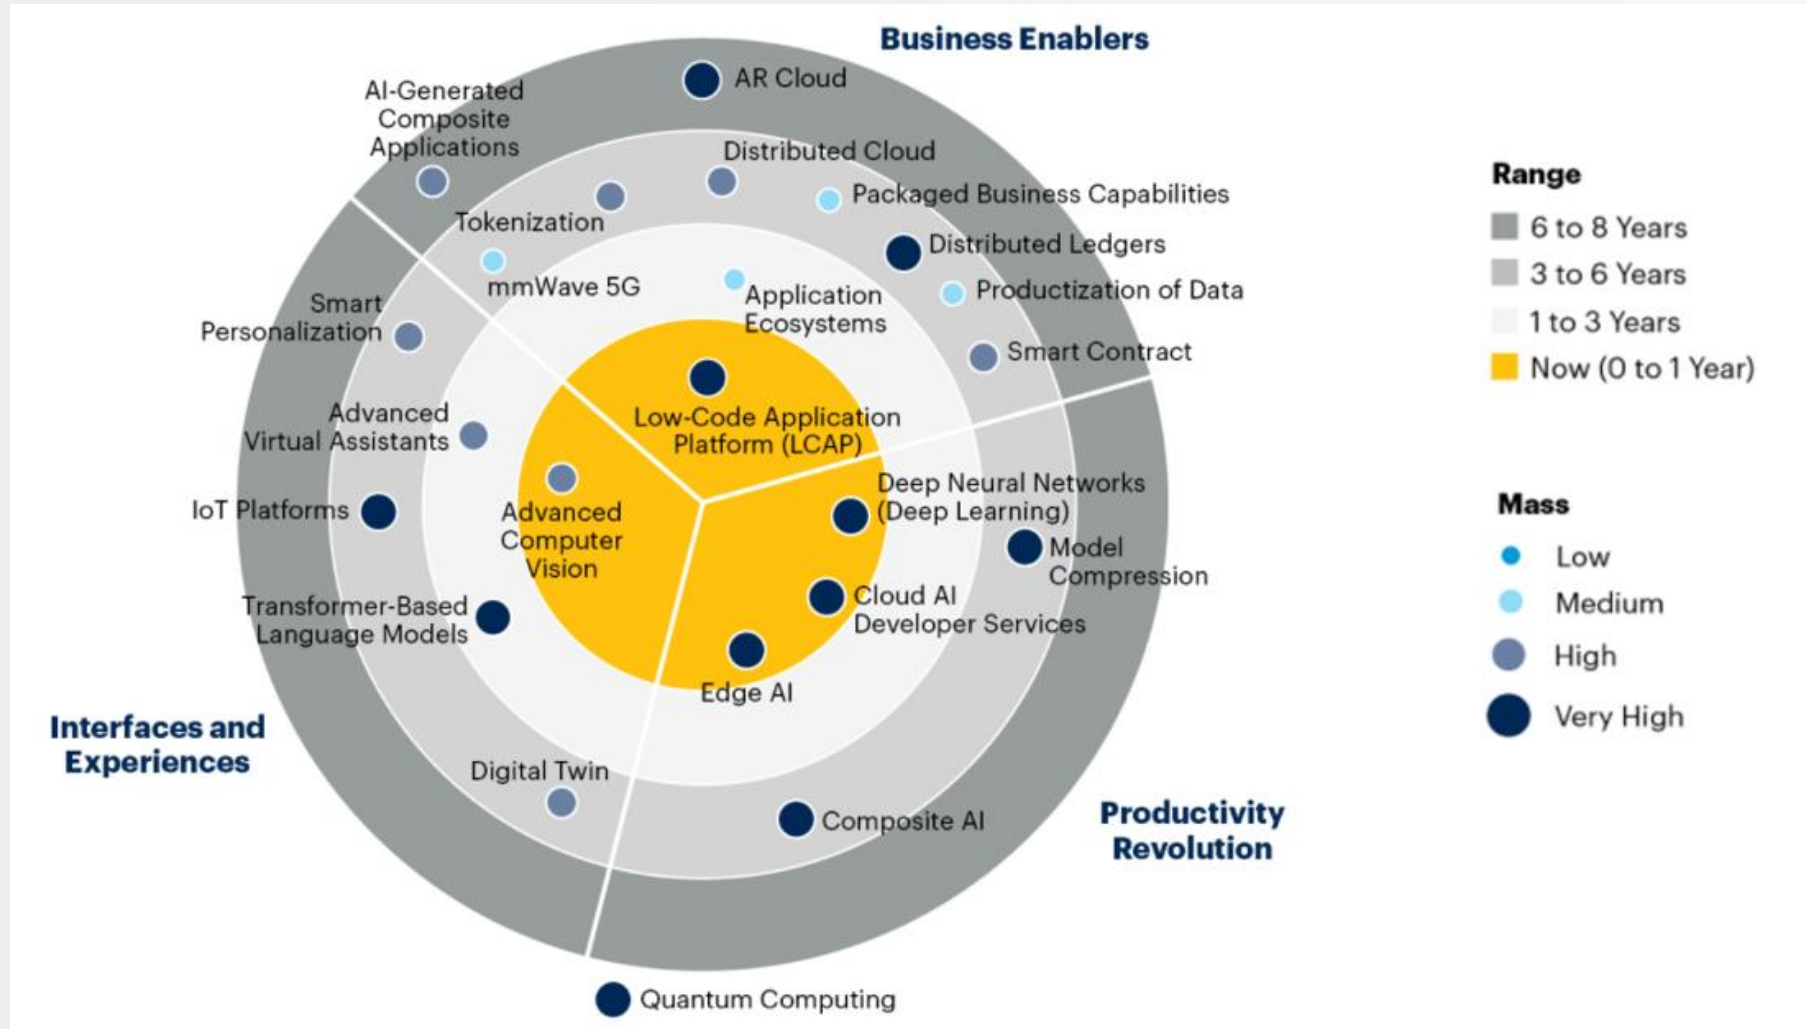 Business Enablers
AR Cloud
AI-Generated
Composite
Applications
Distributed Cloud
Packaged Business Capabilities
Tokenization
Distributed Ledgers
mmWave 5G
Application
Ecosystems
Productization of Data
Smart
Personalization
Smart Contract
Advanced
Virtual Assistants
Low-Code Application
Platform (LCAP)
IoT Platforms
Advanced
Computer
Vision
Deep Neural Networks
(Deep Learning)
Model
Compression
Transformer-Based
Language Models
Cloud AI
Developer Services
Edge AI
Interfaces and
Experiences
Digital Twin
Composite AI
Productivity
Revolution
Quantum Computing
Range
6 to 8 Years
3 to 6 Years
1 to 3 Years
Now (0 to 1 Year)
Mass
Low
Medium
High
Very High